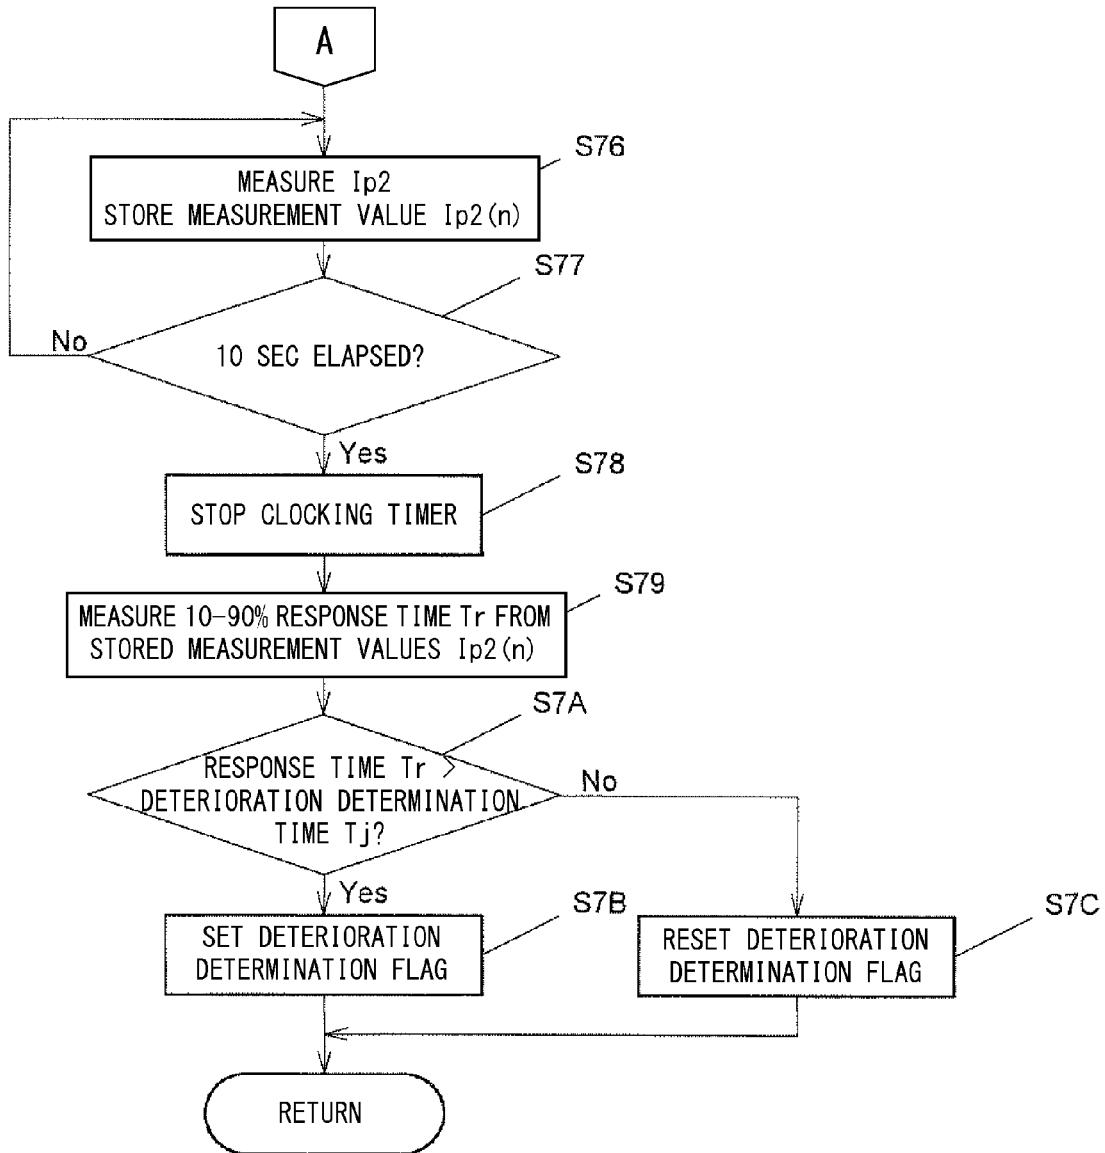 A
S76
MEASURE Ip2
STORE MEASUREMENT VALUE Ip2(n)
S77
No
10 SEC ELAPSED?
Yes
S78
STOP CLOCKING TIMER
S79
MEASURE 10-90% RESPONSE TIME Tr FROM
STORED MEASUREMENT VALUES Ip2(n)
S7A
RESPONSE TIME Tr >
DETERIORATION DETERMINATION
TIME Tj?
No
Yes
S7B
SET DETERIORATION
DETERMINATION FLAG
S7C
RESET DETERIORATION
DETERMINATION FLAG
RETURN